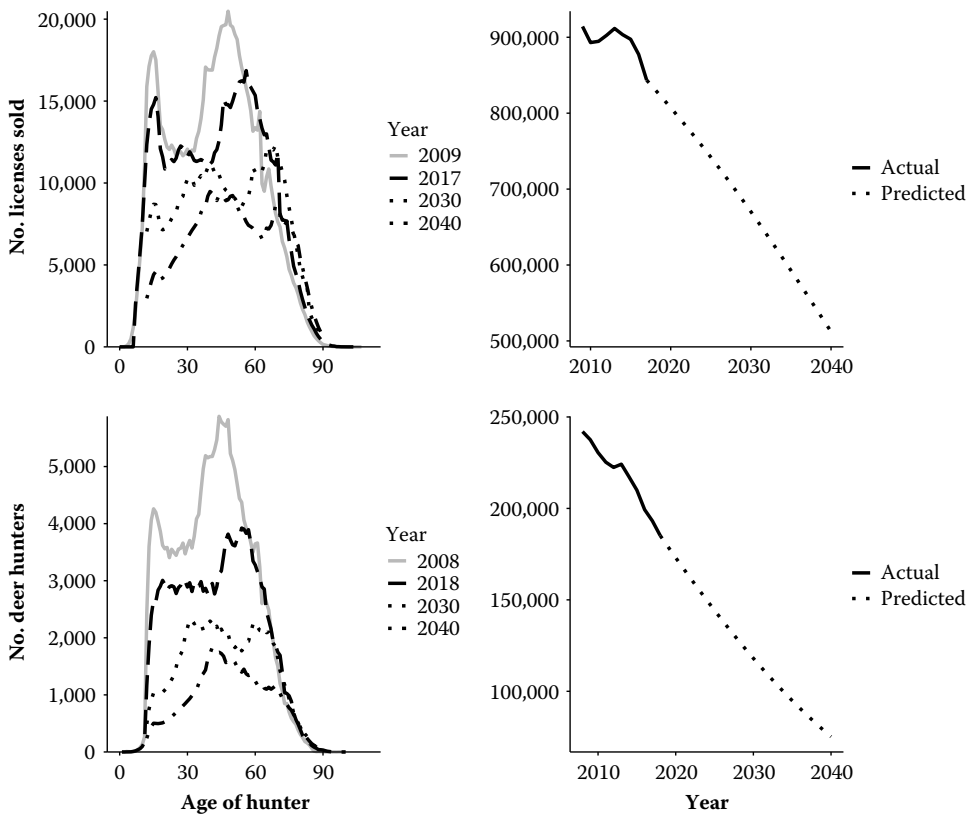 No. licenses sold
20,000
15,000
10,000
5,000
0
0 30 60 90
Year
2009
2017
2030
2040
900,000
800,000
700,000
600,000
500,000
2010 2020 2030 2040
Actual
Predicted
No. deer hunters
5,000
4,000
3,000
2,000
1,000
0
0 30 60 90
Age of hunter
Year
2008
2018
2030
2040
250,000
200,000
150,000
100,000
2010 2020 2030 2040
Year
Actual
Predicted